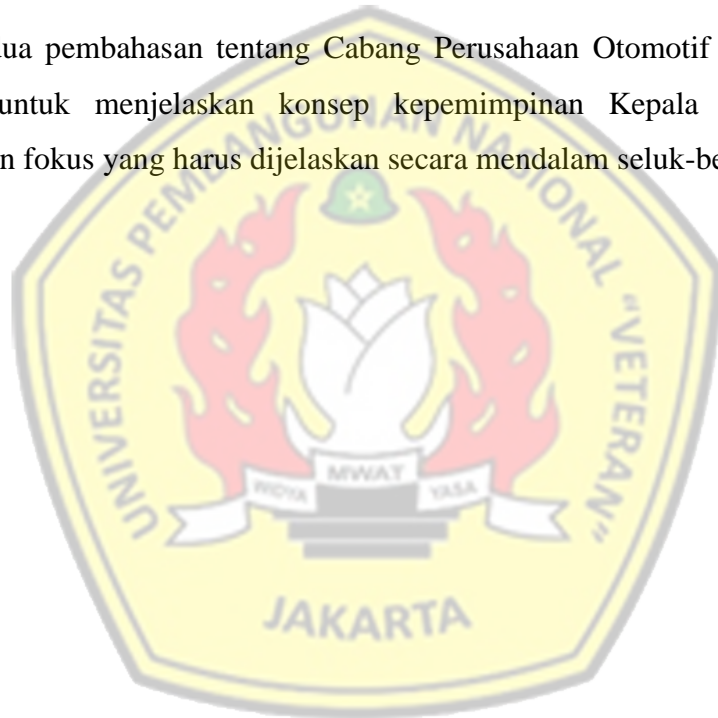 lua pembahasan tentang Cabang Perusahaan Otomotif
untuk menjelaskan konsep kepemimpinan Kepala
n fokus yang harus dijelaskan secara mendalam seluk-be
UNIVERSITAS PEMBANGUNAN NASIONAL "VETERAN"
WIDYA MWAT YASA
JAKARTA